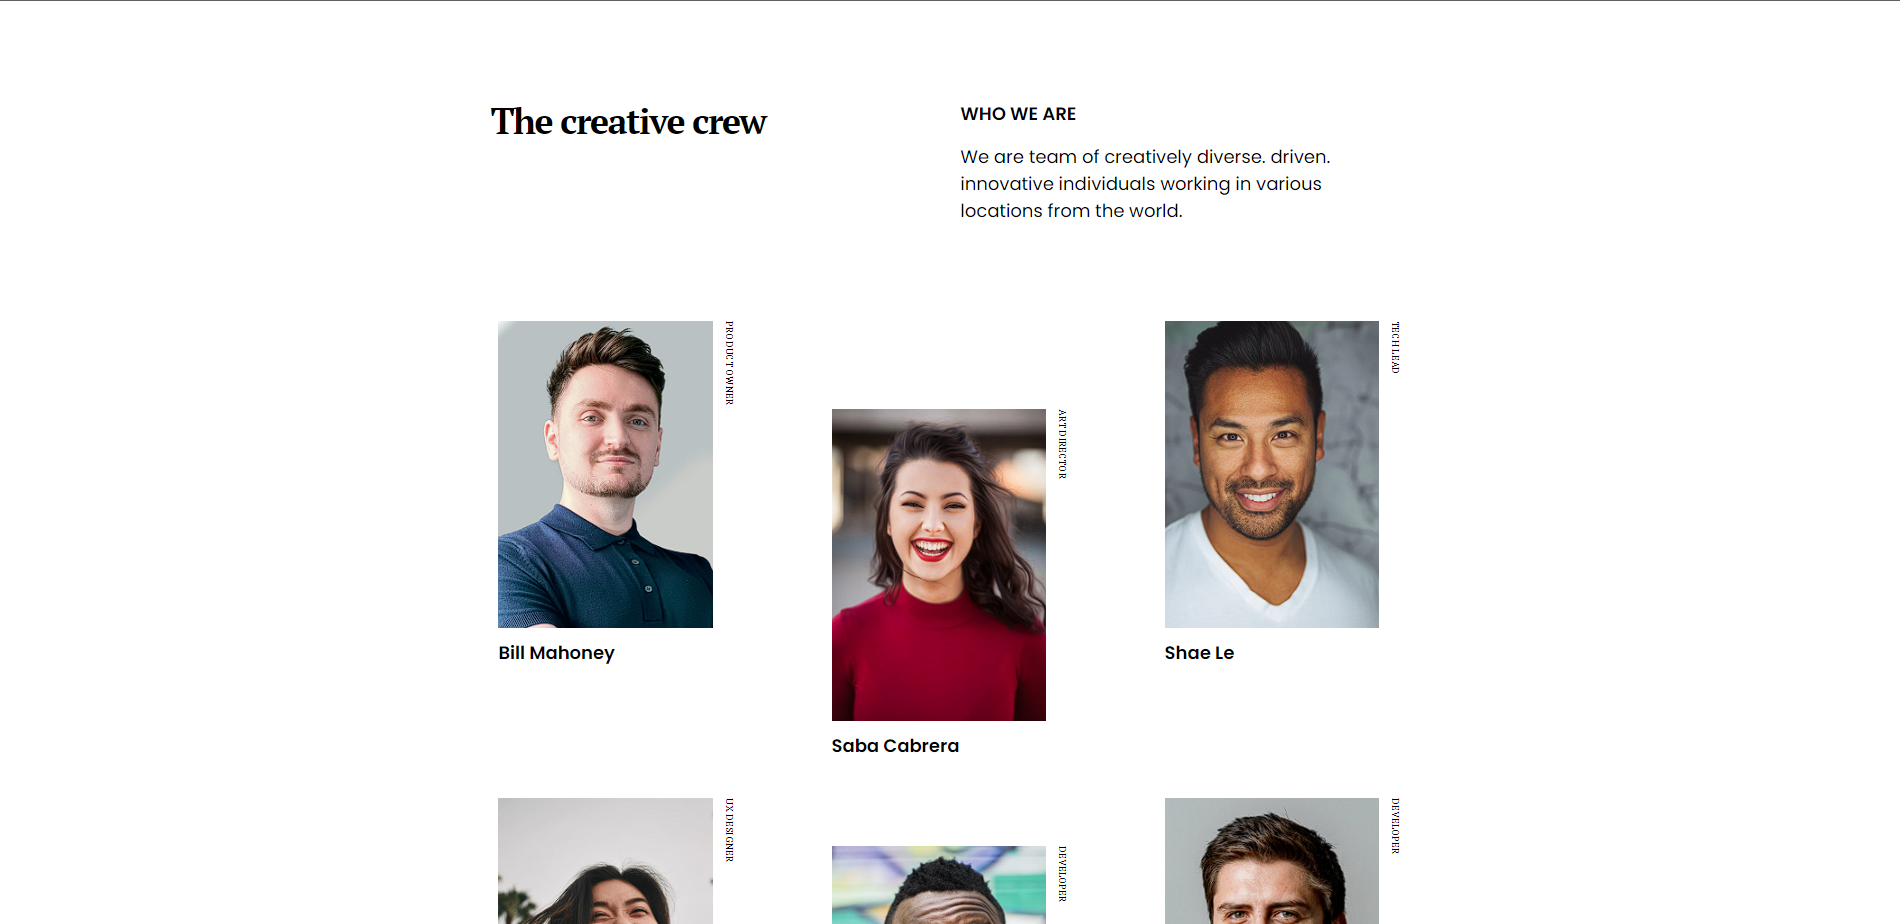 The creative crew
WHO WE ARE
We are team of creatively diverse. driven.
innovative individuals working in various
locations from the world.
PRODUCT OWNER
Bill Mahoney
ART DIRECTOR
Saba Cabrera
TECH LEAD
Shae Le
UX DESIGNER
DEVELOPER
DEVELOPER